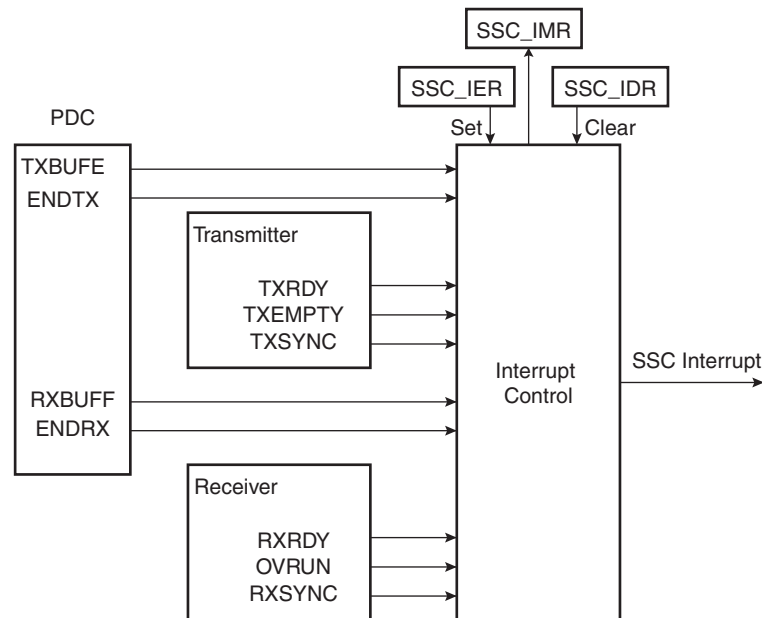 SSC_IMR
SSC_IER
SSC_IDR
PDC
Set
Clear
TXBUFE
ENDTX
Transmitter
TXRDY
TXEMPTY
TXSYNC
Interrupt
Control
SSC Interrupt
RXBUFF
ENDRX
Receiver
RXRDY
OVRUN
RXSYNC